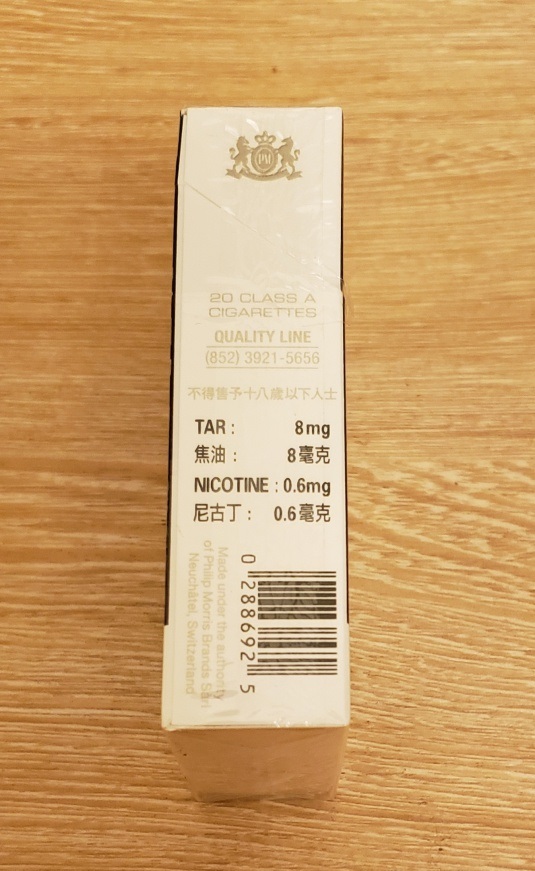 PM
20 CLASS A
CIGARETTES
QUALITY LINE
(852) 3921-5656
不得售予十八歲以下人士
TAR : 8mg
焦油 : 8毫克
NICOTINE : 0.6mg
尼古丁 : 0.6毫克
Made under the authority
of Philip Morris Brands Sàrl
Neuchâtel, Switzerland
0 288692 5